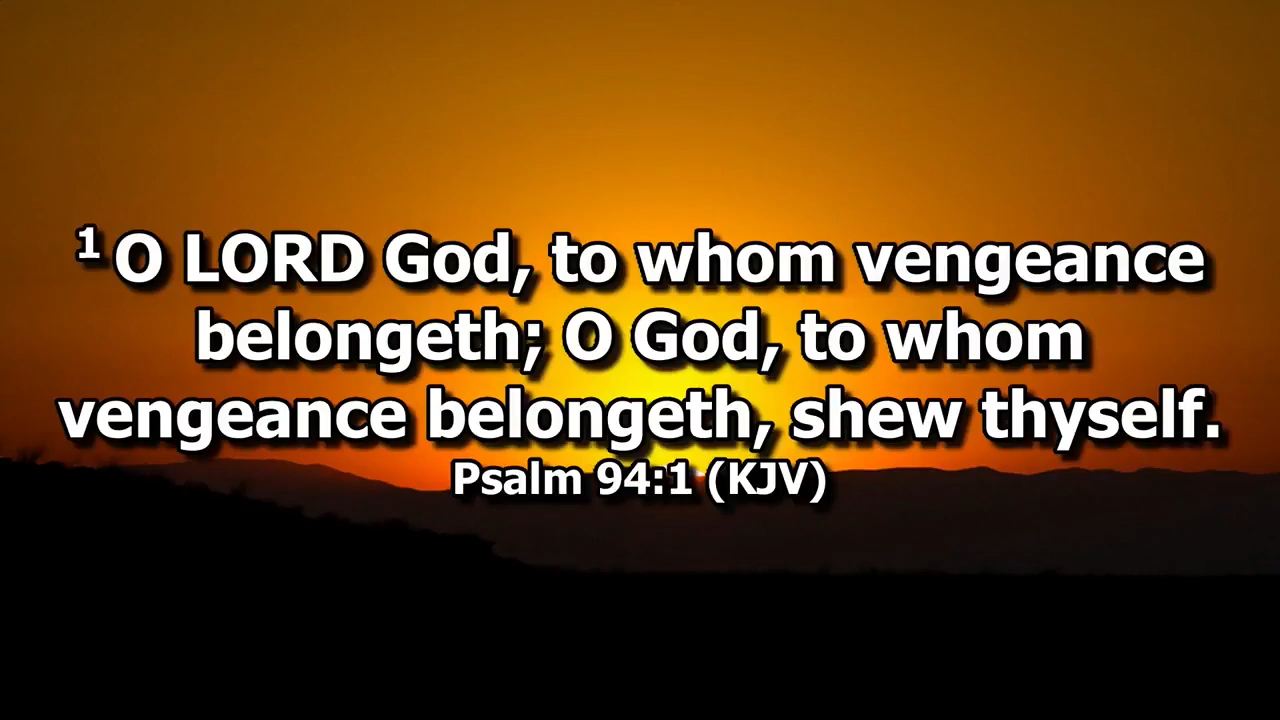 1 O LORD God, to whom vengeance
belongeth; O God, to whom
vengeance belongeth, shew thyself.
Psalm 94:1 (KJV)